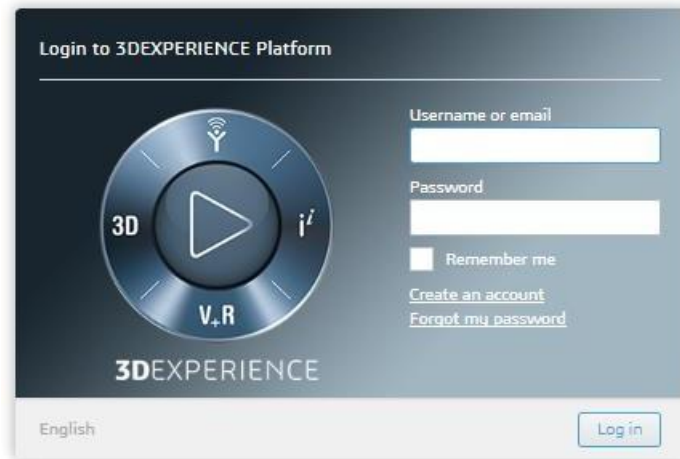 Login to 3DEXPERIENCE Platform
Username or email
Password
Remember me
Create an account
Forgot my password
3D
i^i
V+R
3DEXPERIENCE
English
Log in